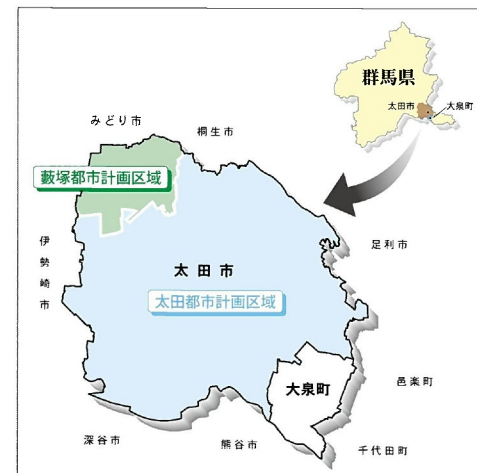 群馬県
太田市
大泉町
みどり市
桐生市
藪塚都市計画区域
伊勢崎市
足利市
太田市
太田都市計画区域
大泉町
邑楽町
深谷市
熊谷市
千代田町